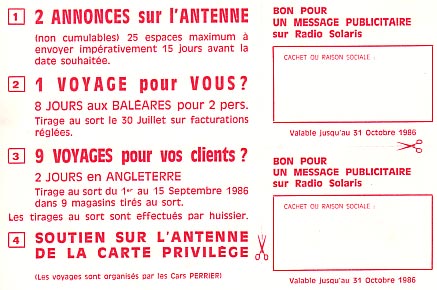 1 2 ANNONCES sur l'ANTENNE
(non cumulables) 25 espaces maximum à
envoyer impérativement 15 jours avant la
date souhaitée.
2 1 VOYAGE pour VOUS ?
8 JOURS aux BALÉARES pour 2 pers.
Tirage au sort le 30 Juillet sur facturations
réglées.
3 9 VOYAGES pour vos clients ?
2 JOURS en ANGLETERRE
Tirage au sort du 1er au 15 Septembre 1986
dans 9 magasins tirés au sort.
Les tirages au sort sont effectués par huissier.
4 SOUTIEN SUR L'ANTENNE
DE LA CARTE PRIVILÈGE
(Les voyages sont organisés par les Cars PERRIER)
BON POUR
UN MESSAGE PUBLICITAIRE
sur Radio Solaris
CACHET OU RAISON SOCIALE :
Valable jusqu'au 31 Octobre 1986
BON POUR
UN MESSAGE PUBLICITAIRE
sur Radio Solaris
CACHET OU RAISON SOCIALE :
Valable jusqu'au 31 Octobre 1986